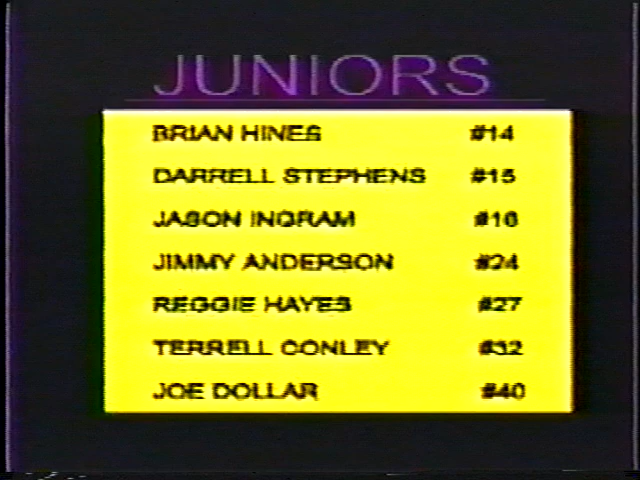 JUNIORS
BRIAN HINES #14
DARRELL STEPHENS #15
JASON INGRAM #16
JIMMY ANDERSON #24
REGGIE HAYES #27
TERRELL CONLEY #32
JOE DOLLAR #40